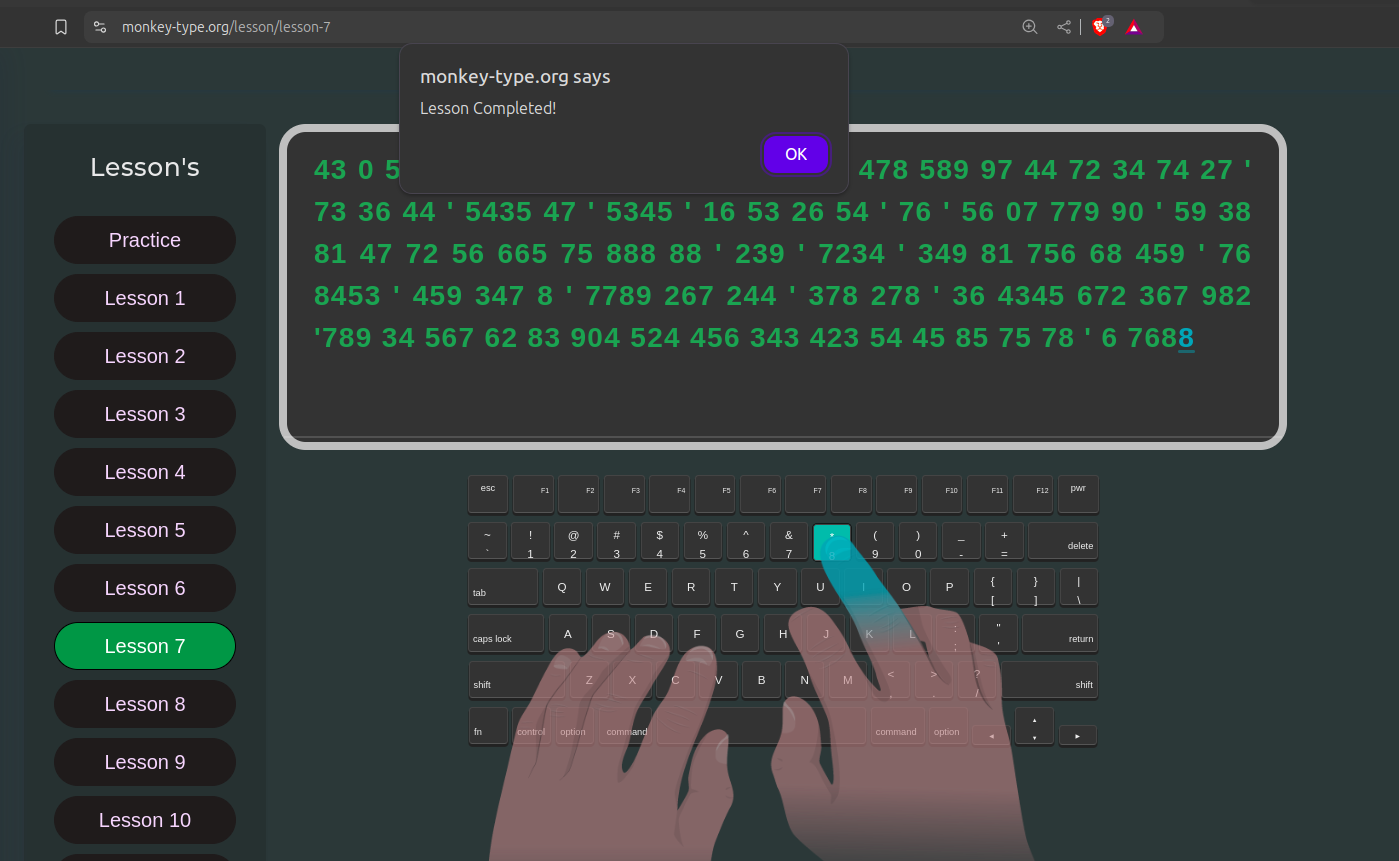 monkey-type.org/lesson/lesson-7
2
monkey-type.org says
Lesson Completed!
OK
Lesson's
Practice
Lesson 1
Lesson 2
Lesson 3
Lesson 4
Lesson 5
Lesson 6
Lesson 7
Lesson 8
Lesson 9
Lesson 10
43 0 5 478 589 97 44 72 34 74 27 '
73 36 44 ' 5435 47 ' 5345 ' 16 53 26 54 ' 76 ' 56 07 779 90 ' 59 38
81 47 72 56 665 75 888 88 ' 239 ' 7234 ' 349 81 756 68 459 ' 76
8453 ' 459 347 8 ' 7789 267 244 ' 378 278 ' 36 4345 672 367 982
'789 34 567 62 83 904 524 456 343 423 54 45 85 75 78 ' 6 7688
esc F1 F2 F3 F4 F5 F6 F7 F8 F9 F10 F11 F12 pwr
~ ! @ # $ % ^ & * ( ) _ +
` 1 2 3 4 5 6 7 8 9 0 - = delete
tab Q W E R T Y U I O P { } |
[ ] \
caps lock A S D F G H J K L : " return
; '
shift Z X C V B N M < > ? shift
, . /
fn control option command command option ◂ ▴ ▾ ▸